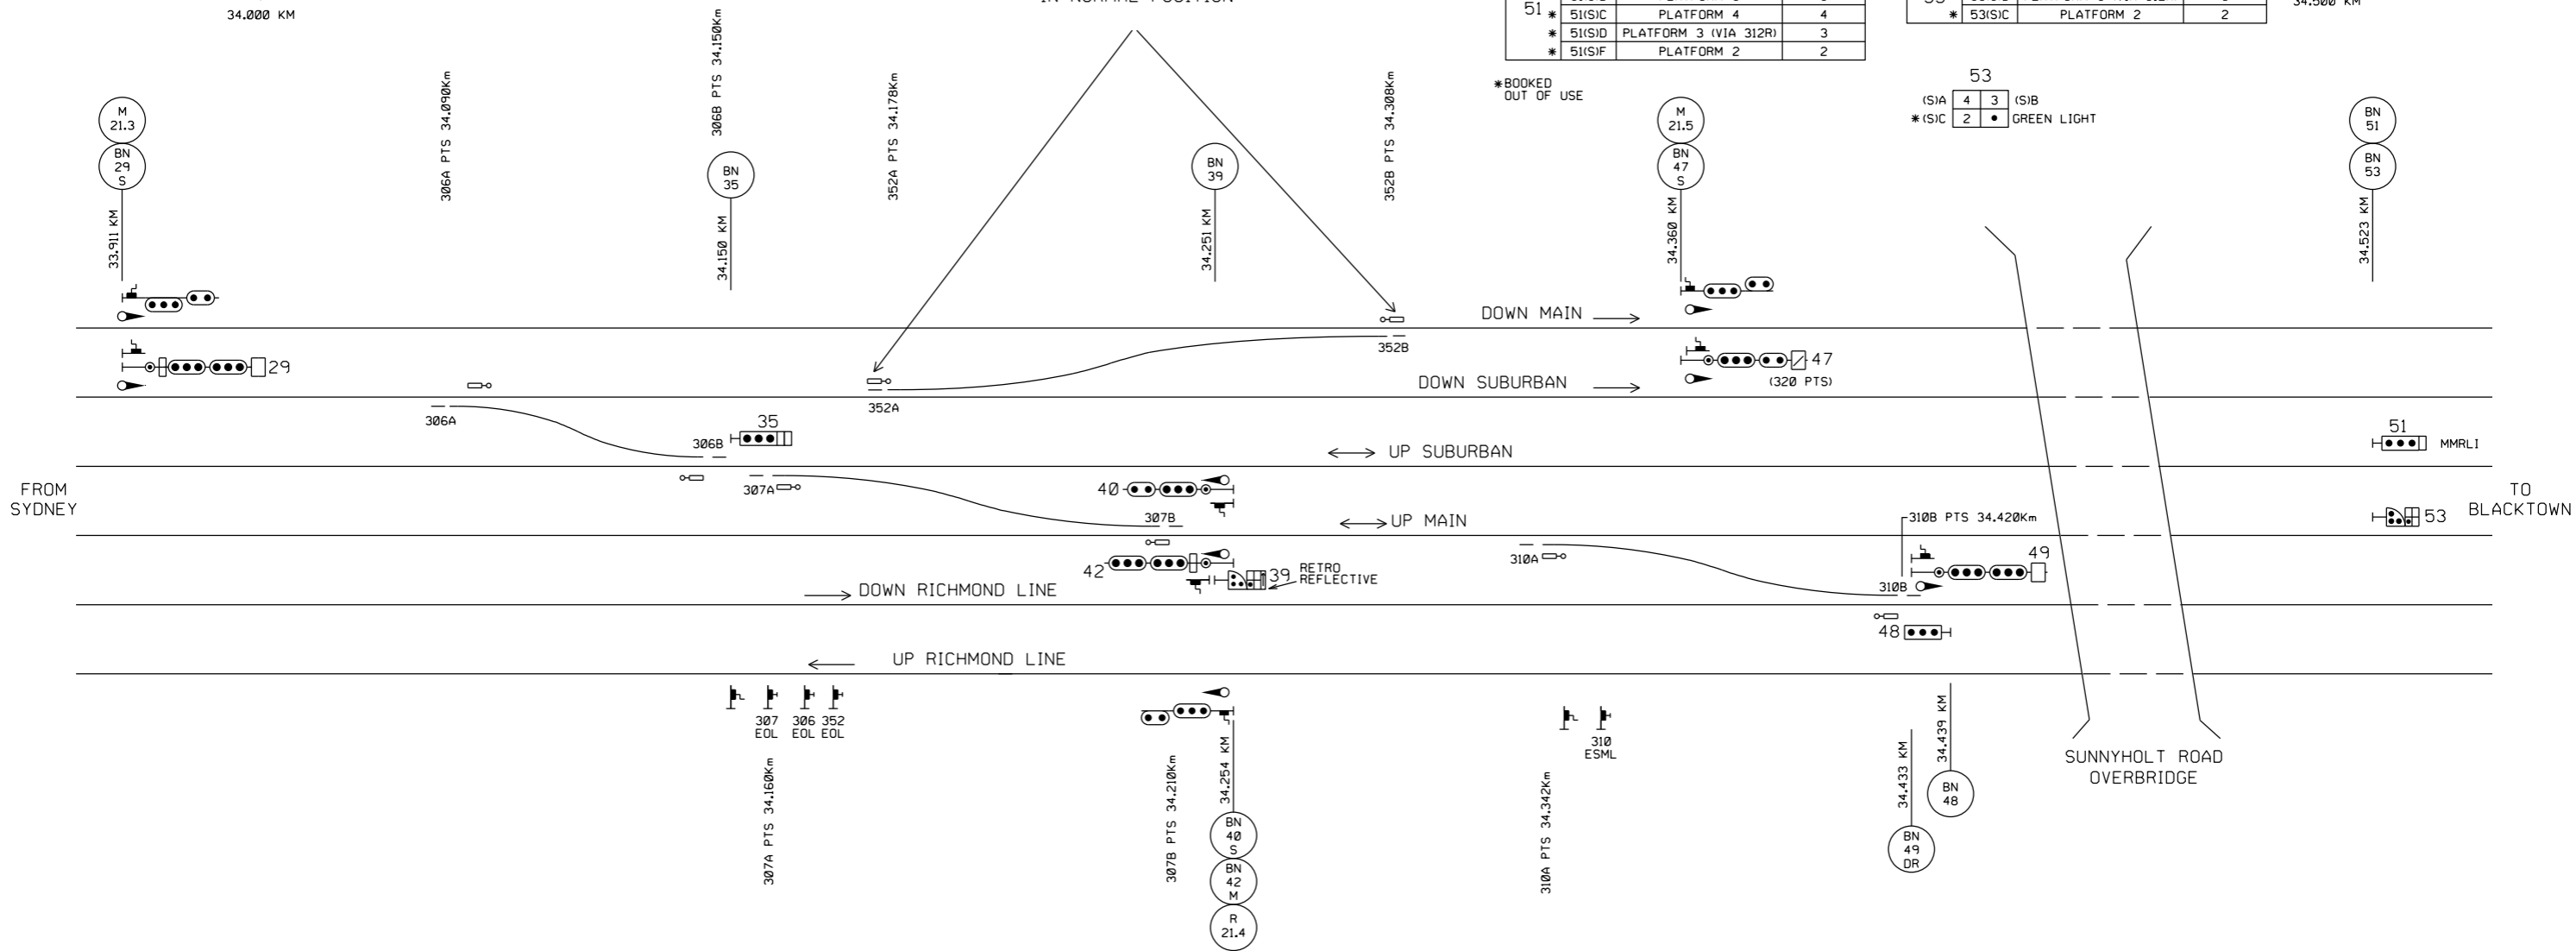 34.000 KM
51
* 51(S)C PLATFORM 4 4
* 51(S)D PLATFORM 3 (VIA 312R) 3
* 51(S)F PLATFORM 2 2
* 53(S)C PLATFORM 2 2
*BOOKED
OUT OF USE
53
(S)A 4 3 (S)B
*(S)C 2 GREEN LIGHT
M
21.3
BN
29
S
33.911 KM
306A PTS 34.090Km
306B PTS 34.150Km
BN
35
34.150 KM
352A PTS 34.178Km
BN
39
34.251 KM
352B PTS 34.308Km
M
21.5
BN
47
S
34.360 KM
BN
51
BN
53
34.523 KM
DOWN MAIN
352B
29
47
(320 PTS)
DOWN SUBURBAN
306A
352A
35
306B
51
MMRLI
UP SUBURBAN
FROM
SYDNEY
307A
40
307B
UP MAIN
310B PTS 34.420Km
53
TO
BLACKTOWN
42
39
RETRO
REFLECTIVE
310A
49
310B
DOWN RICHMOND LINE
48
UP RICHMOND LINE
307
EOL
306
EOL
352
EOL
310
ESML
307A PTS 34.160Km
307B PTS 34.210Km
34.254 KM
BN
40
S
BN
42
M
R
21.4
310A PTS 34.342Km
34.433 KM
BN
49
DR
34.439 KM
BN
48
SUNNYHOLT ROAD
OVERBRIDGE